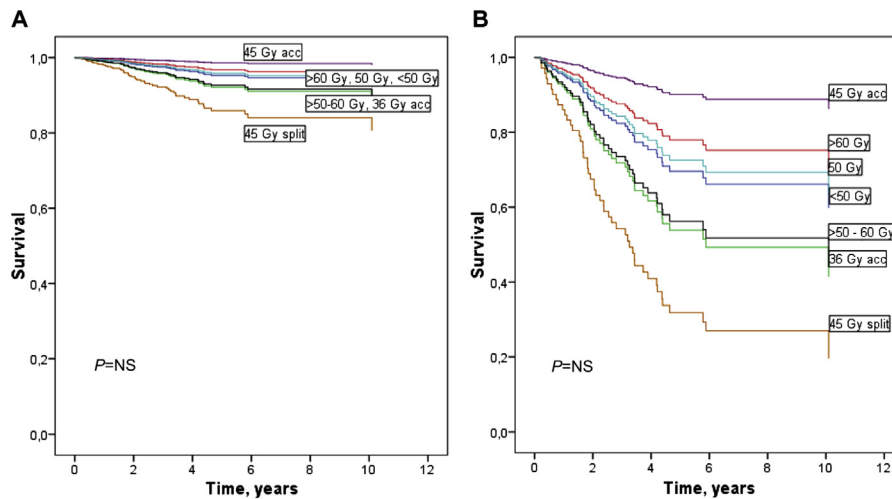 A
B
1,0
0,8
0,6
0,4
0,2
0,0
Survival
45 Gy acc
>60 Gy, 50 Gy, <50 Gy
>50-60 Gy, 36 Gy acc
45 Gy split
P=NS
0 2 4 6 8 10 12
Time, years
1,0
0,8
0,6
0,4
0,2
0,0
Survival
45 Gy acc
>60 Gy
50 Gy
<50 Gy
>50 - 60 Gy
36 Gy acc
45 Gy split
P=NS
0 2 4 6 8 10 12
Time, years